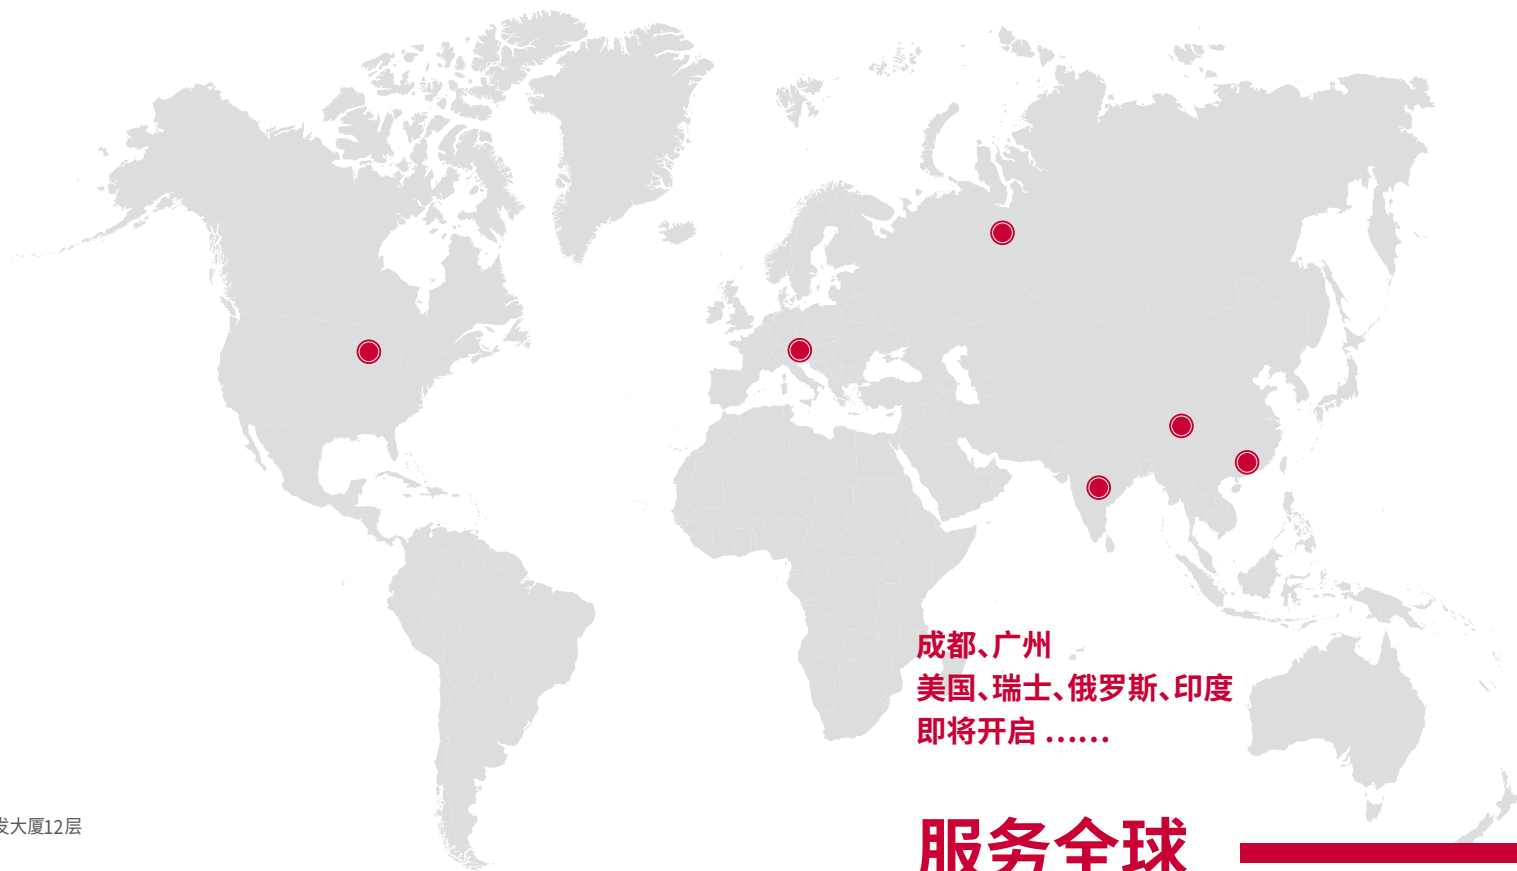 成都、广州
美国、瑞士、俄罗斯、印度
即将开启 ……
发大厦12层
服务全球